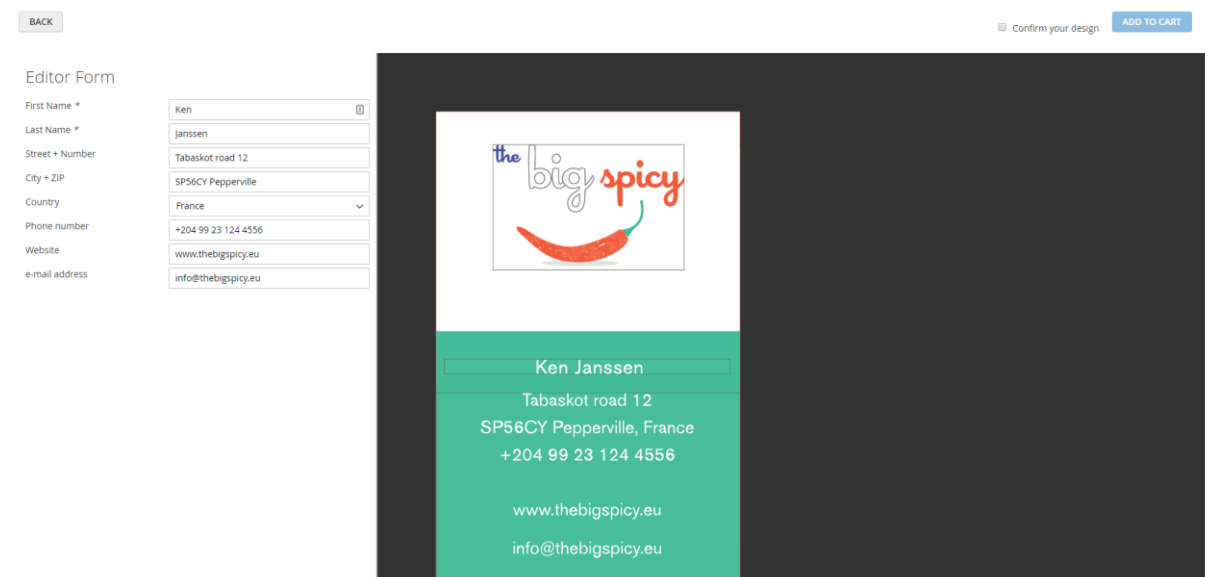 BACK
Confirm your design
ADD TO CART
Editor Form
First Name * Ken
Last Name * Janssen
Street + Number Tabaskot road 12
City + ZIP SP56CY Pepperville
Country France
Phone number +204 99 23 124 4556
Website www.thebigspicy.eu
e-mail address info@thebigspicy.eu
the big spicy
Ken Janssen
Tabaskot road 12
SP56CY Pepperville, France
+204 99 23 124 4556
www.thebigspicy.eu
info@thebigspicy.eu